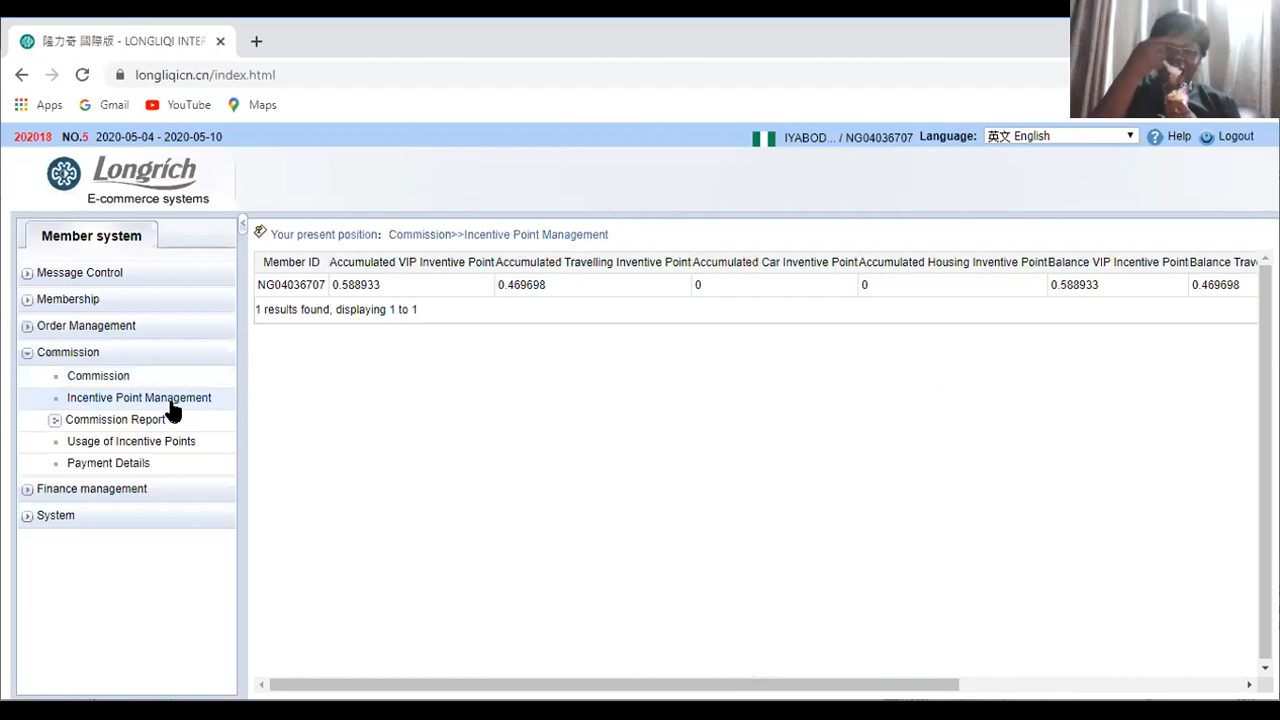 隆力奇 國際版 - LONGLIQI INTER
longliqicn.cn/index.html
Apps Gmail YouTube Maps
202018 NO.5 2020-05-04 - 2020-05-10 IYABOD... / NG04036707 Language: 英文 English Help Logout
Longrich
E-commerce systems
Member system
Message Control
Membership
Order Management
Commission
Commission
Incentive Point Management
Commission Report
Usage of Incentive Points
Payment Details
Finance management
System
Your present position: Commission>>Incentive Point Management
Member ID Accumulated VIP Inventive Point Accumulated Travelling Inventive Point Accumulated Car Inventive Point Accumulated Housing Inventive Point Balance VIP Incentive Point Balance Trav
NG04036707 0.588933 0.469698 0 0 0.588933 0.469698
1 results found, displaying 1 to 1